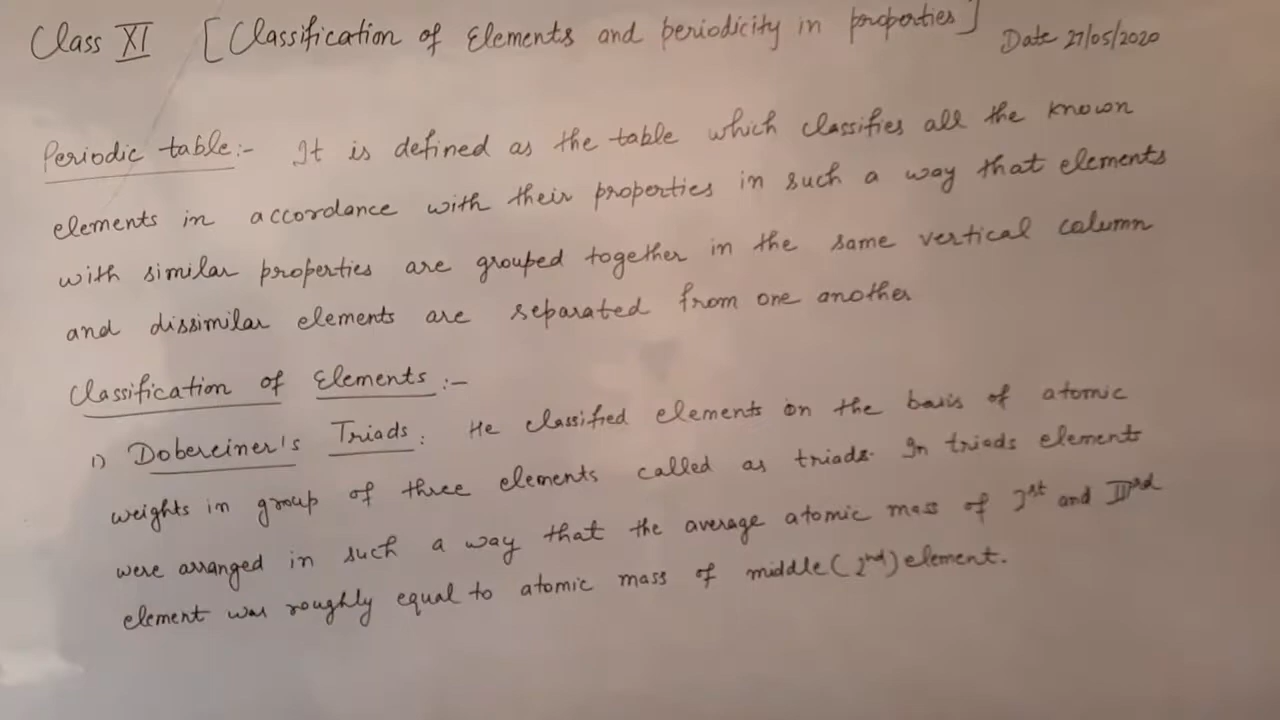 Class XI [Classification of Elements and periodicity in properties] Date 27/05/2020
Periodic table:- It is defined as the table which classifies all the known
elements in accordance with their properties in such a way that elements
with similar properties are grouped together in the same vertical column
and dissimilar elements are separated from one another
Classification of Elements :-
1) Dobereiner's Triads: He classified elements on the basis of atomic
weights in group of three elements called as triads. In triads element
were arranged in such a way that the average atomic mass of Ist and IIIrd
element was roughly equal to atomic mass of middle (2nd) element.